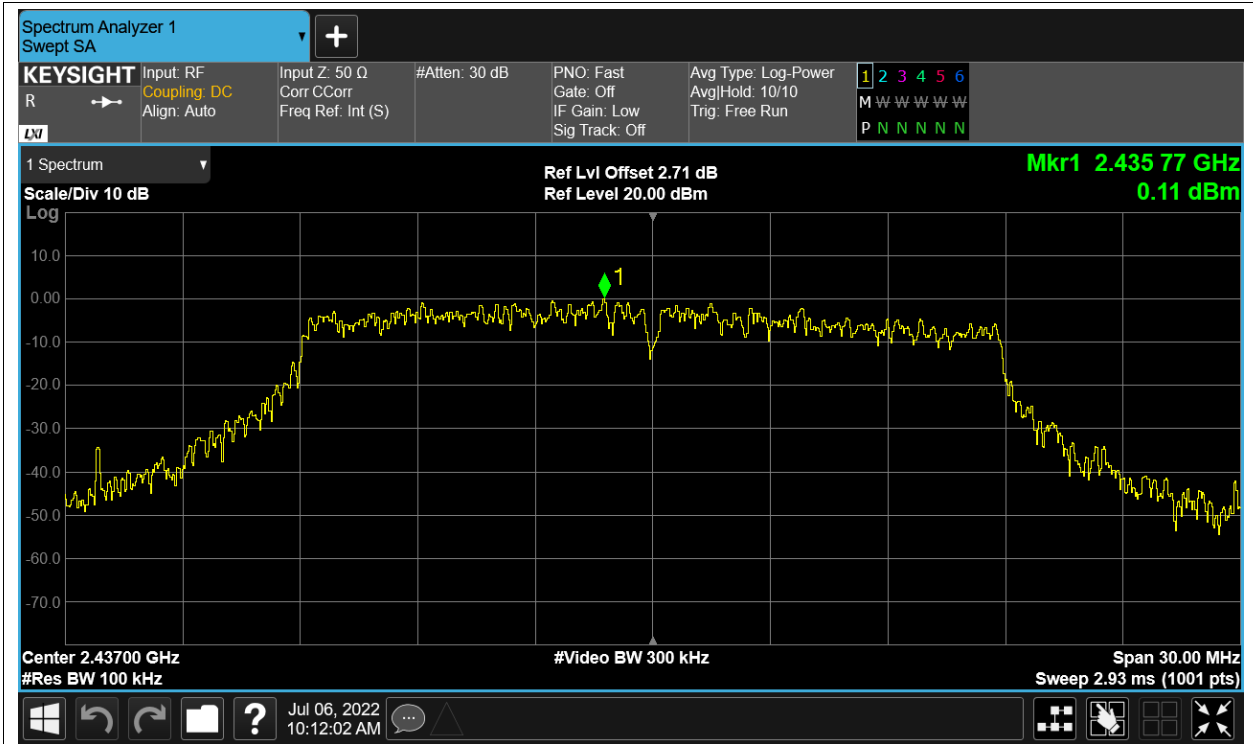 Spectrum Analyzer 1
Swept SA
KEYSIGHT
R
LXI
Input: RF
Coupling: DC
Align: Auto
Input Z: 50 Ω
Corr CCorr
Freq Ref: Int (S)
#Atten: 30 dB
PNO: Fast
Gate: Off
IF Gain: Low
Sig Track: Off
Avg Type: Log-Power
Avg|Hold: 10/10
Trig: Free Run
1 2 3 4 5 6
M W W W W W W
P N N N N N N
1 Spectrum
Scale/Div 10 dB
Log
Ref Lvl Offset 2.71 dB
Ref Level 20.00 dBm
Mkr1 2.435 77 GHz
0.11 dBm
1
10.0
0.00
-10.0
-20.0
-30.0
-40.0
-50.0
-60.0
-70.0
Center 2.43700 GHz
#Res BW 100 kHz
#Video BW 300 kHz
Span 30.00 MHz
Sweep 2.93 ms (1001 pts)
?
Jul 06, 2022
10:12:02 AM